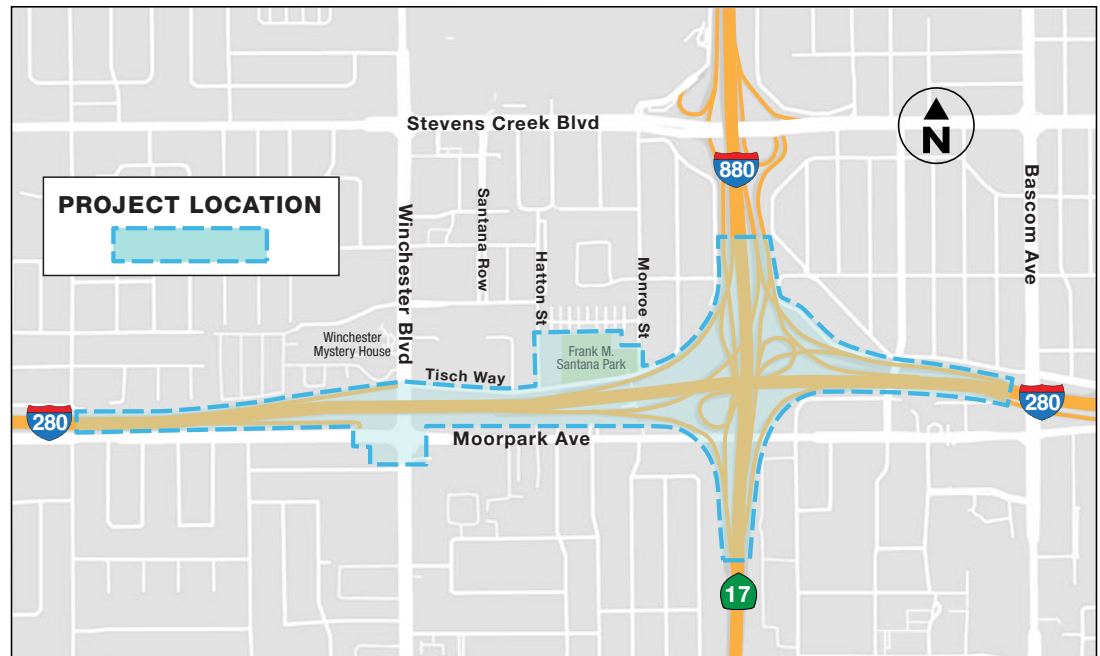 Stevens Creek Blvd
N
880
PROJECT LOCATION
Winchester Blvd
Santana Row
Hatton St
Monroe St
Bascom Ave
Winchester
Mystery House
Frank M.
Santana Park
Tisch Way
280
280
Moorpark Ave
17